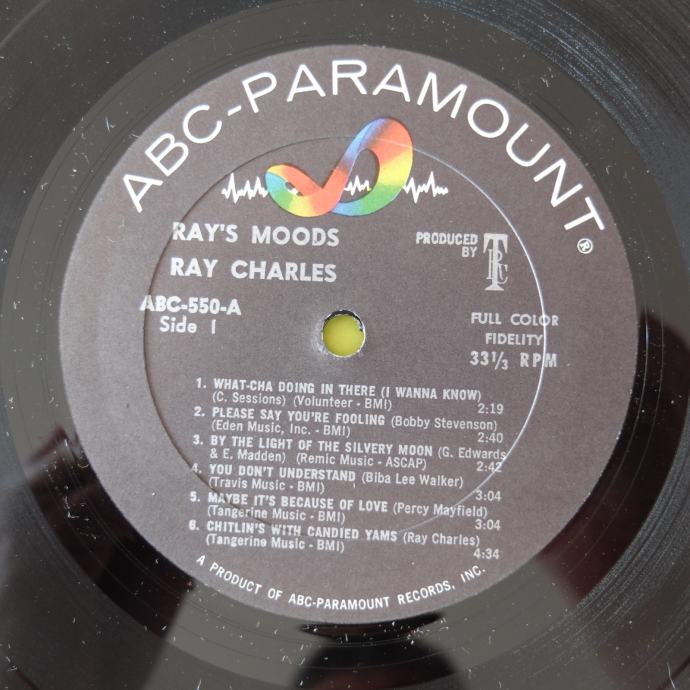 ABC-PARAMOUNT®
RAY'S MOODS
RAY CHARLES
PRODUCED
BY
TRC
ABC-550-A
Side 1
FULL COLOR
FIDELITY
33⅓ RPM
1. WHAT-CHA DOING IN THERE (I WANNA KNOW)
(C. Sessions) (Volunteer - BMI) 2:19
2. PLEASE SAY YOU'RE FOOLING (Bobby Stevenson)
(Eden Music, Inc. - BMI) 2:40
3. BY THE LIGHT OF THE SILVERY MOON (G. Edwards
& E. Madden) (Remic Music - ASCAP) 2:42
4. YOU DON'T UNDERSTAND (Biba Lee Walker)
(Travis Music - BMI) 3:04
5. MAYBE IT'S BECAUSE OF LOVE (Percy Mayfield)
(Tangerine Music - BMI) 3:04
6. CHITLIN'S WITH CANDIED YAMS (Ray Charles)
(Tangerine Music - BMI) 4:34
A PRODUCT OF ABC-PARAMOUNT RECORDS, INC.